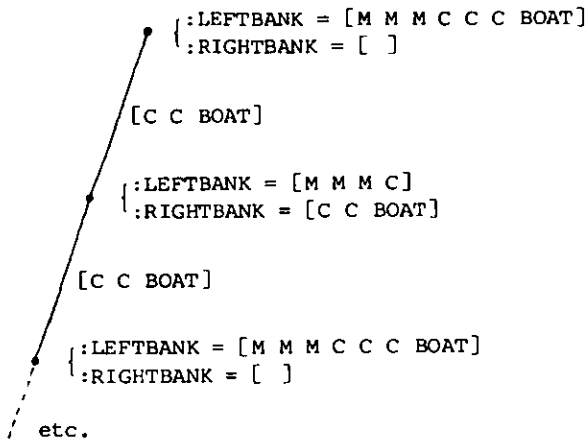 :LEFTBANK = [M M M C C C BOAT]
:RIGHTBANK = [ ]
[C C BOAT]
:LEFTBANK = [M M M C]
:RIGHTBANK = [C C BOAT]
[C C BOAT]
:LEFTBANK = [M M M C C C BOAT]
:RIGHTBANK = [ ]
etc.